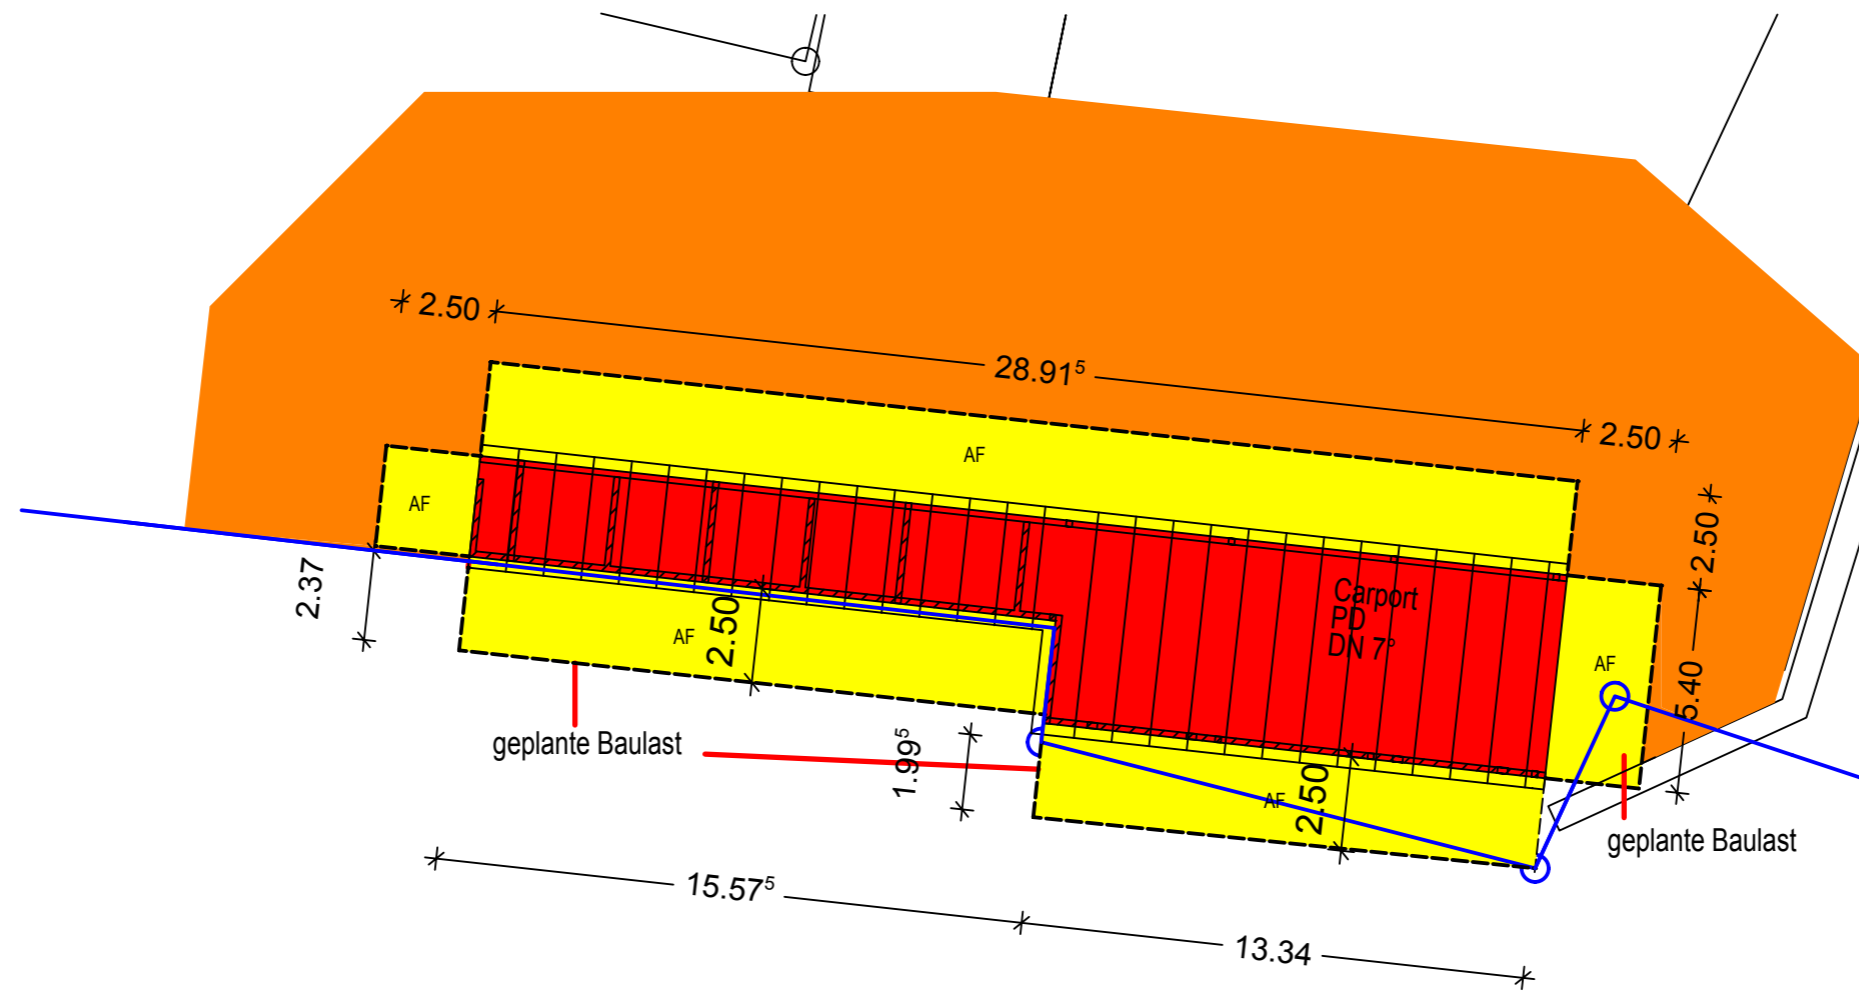 2.50
28.91⁵
2.50
AF
AF
2.50
2.37
Carport
PD
DN 7°
AF
2.50
AF
5.40
geplante Baulast
1.99⁵
AF
2.50
geplante Baulast
15.57⁵
13.34